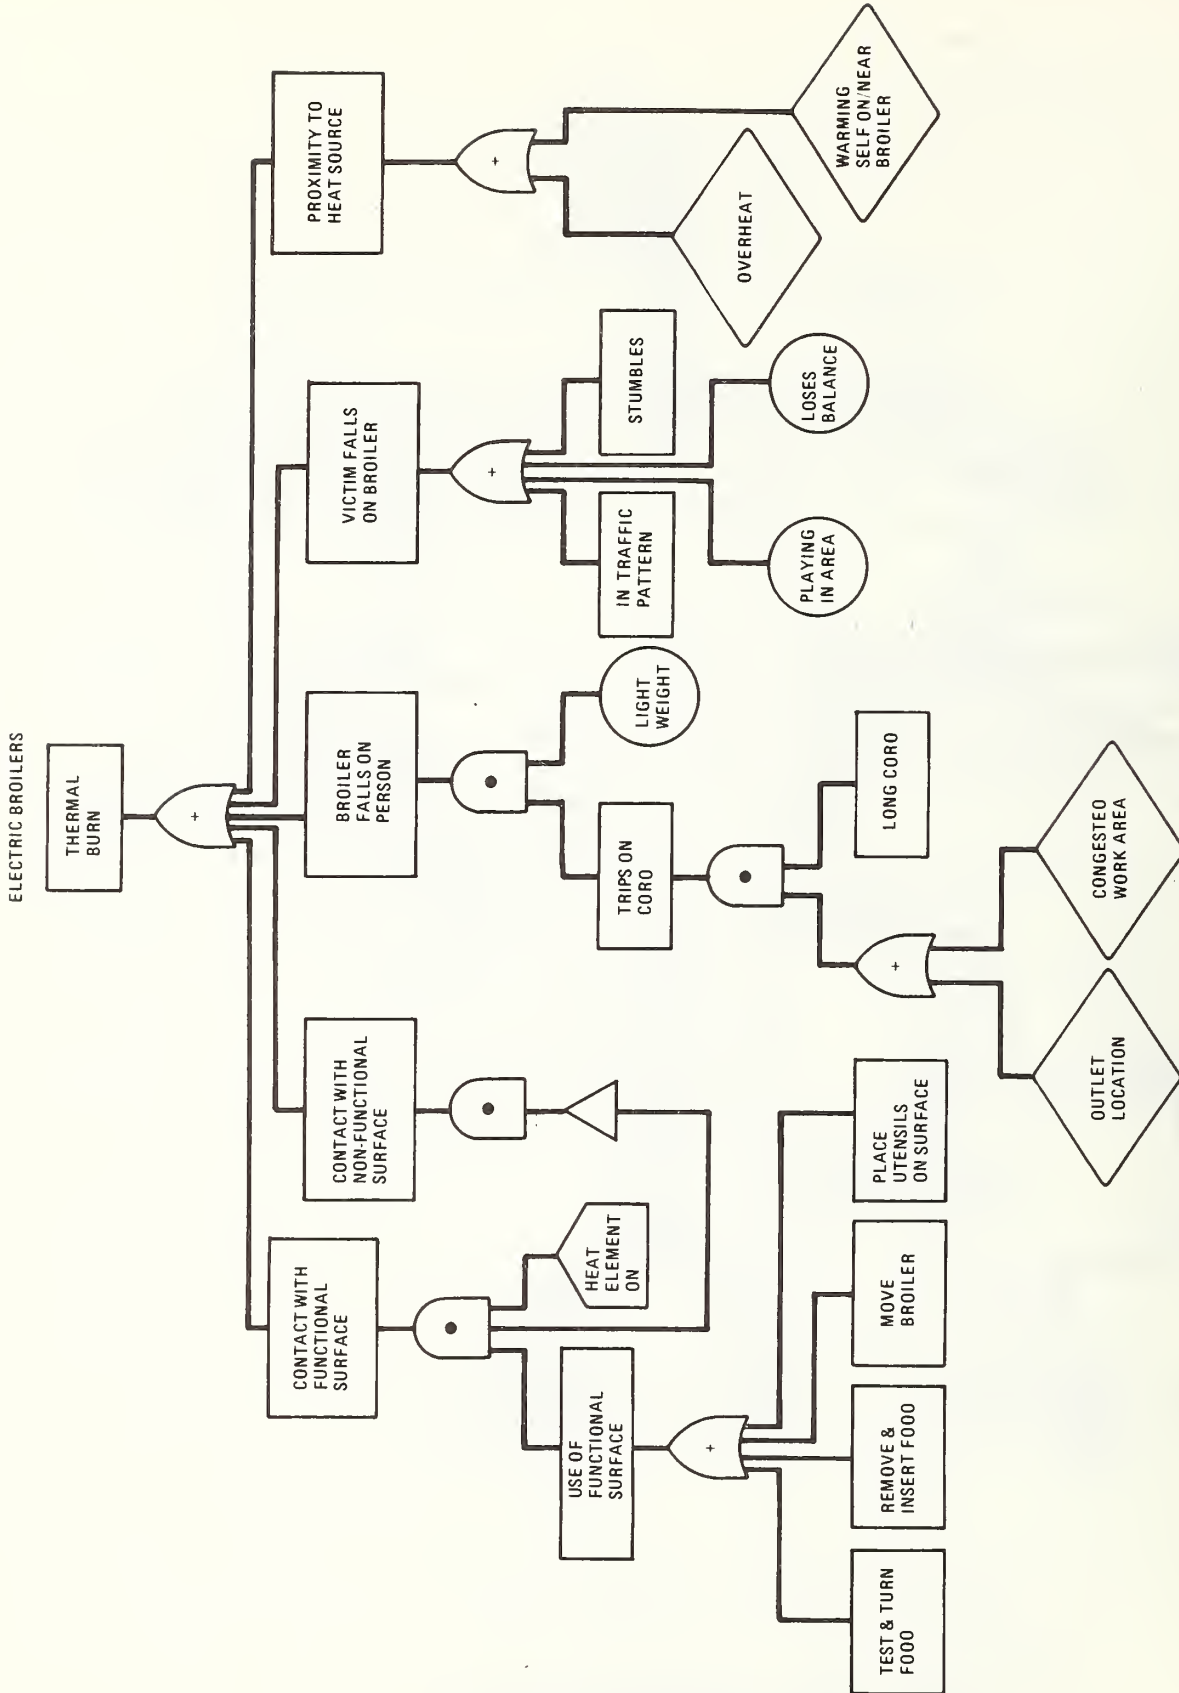 ELECTRIC BROILERS
THERMAL
BURN
+
CONTACT WITH
FUNCTIONAL
SURFACE
CONTACT WITH
NON-FUNCTIONAL
SURFACE
BROILER
FALLS ON
PERSON
VICTIM FALLS
ON BROILER
PROXIMITY TO
HEAT SOURCE
+
+
USE OF
FUNCTIONAL
SURFACE
HEAT
ELEMENT
ON
TRIPS ON
CORO
LIGHT
WEIGHT
IN TRAFFIC
PATTERN
STUMBLES
OVERHEAT
WARMING
SELF ON/NEAR
BROILER
+
PLAYING
IN AREA
LOSES
BALANCE
TEST & TURN
FOOO
REMOVE &
INSERT FOOO
MOVE
BROILER
PLACE
UTENSILS
ON SURFACE
+
LONG CORO
OUTLET
LOCATION
CONGESTEO
WORK AREA